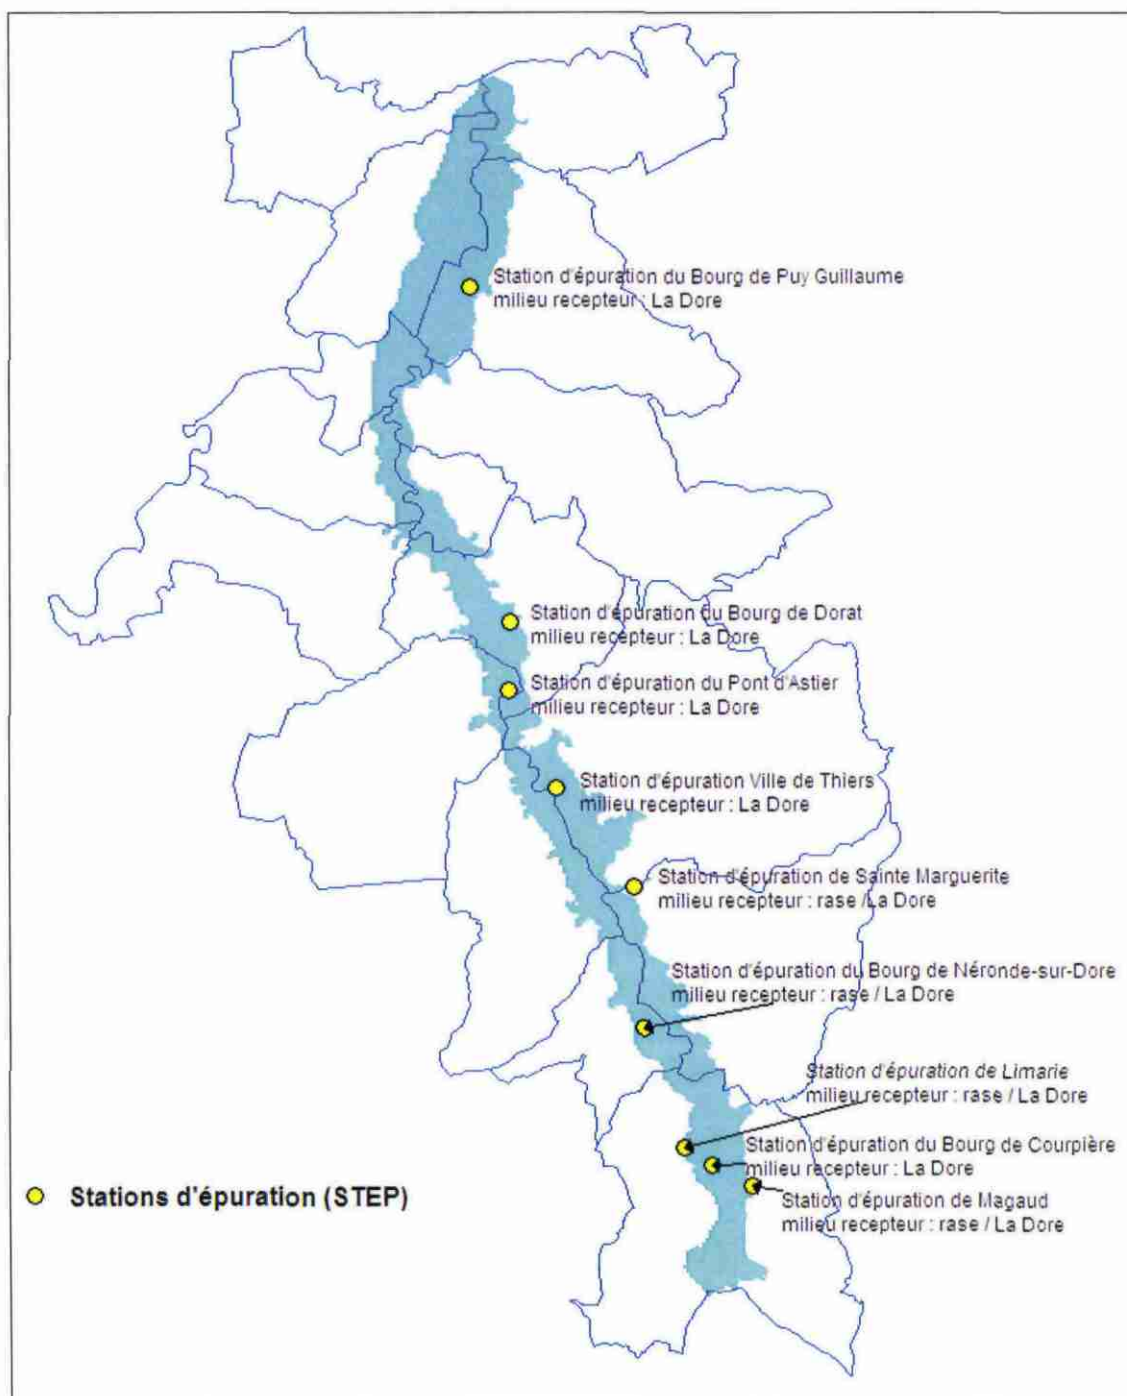 Station d'épuration du Bourg de Puy Guillaume
milieu recepteur : La Dore
Station d'épuration du Bourg de Dorat
milieu recepteur : La Dore
Station d'épuration du Pont d'Astier
milieu recepteur : La Dore
Station d'épuration Ville de Thiers
milieu recepteur : La Dore
Station d'épuration de Sainte Marguerite
milieu recepteur : rase /La Dore
Station d'épuration du Bourg de Néronde-sur-Dore
milieu recepteur : rase / La Dore
Station d'épuration de Limarie
milieu recepteur : rase / La Dore
Station d'épuration du Bourg de Courpière
milieu recepteur : La Dore
Station d'épuration de Magaud
milieu recepteur : rase / La Dore
Stations d'épuration (STEP)